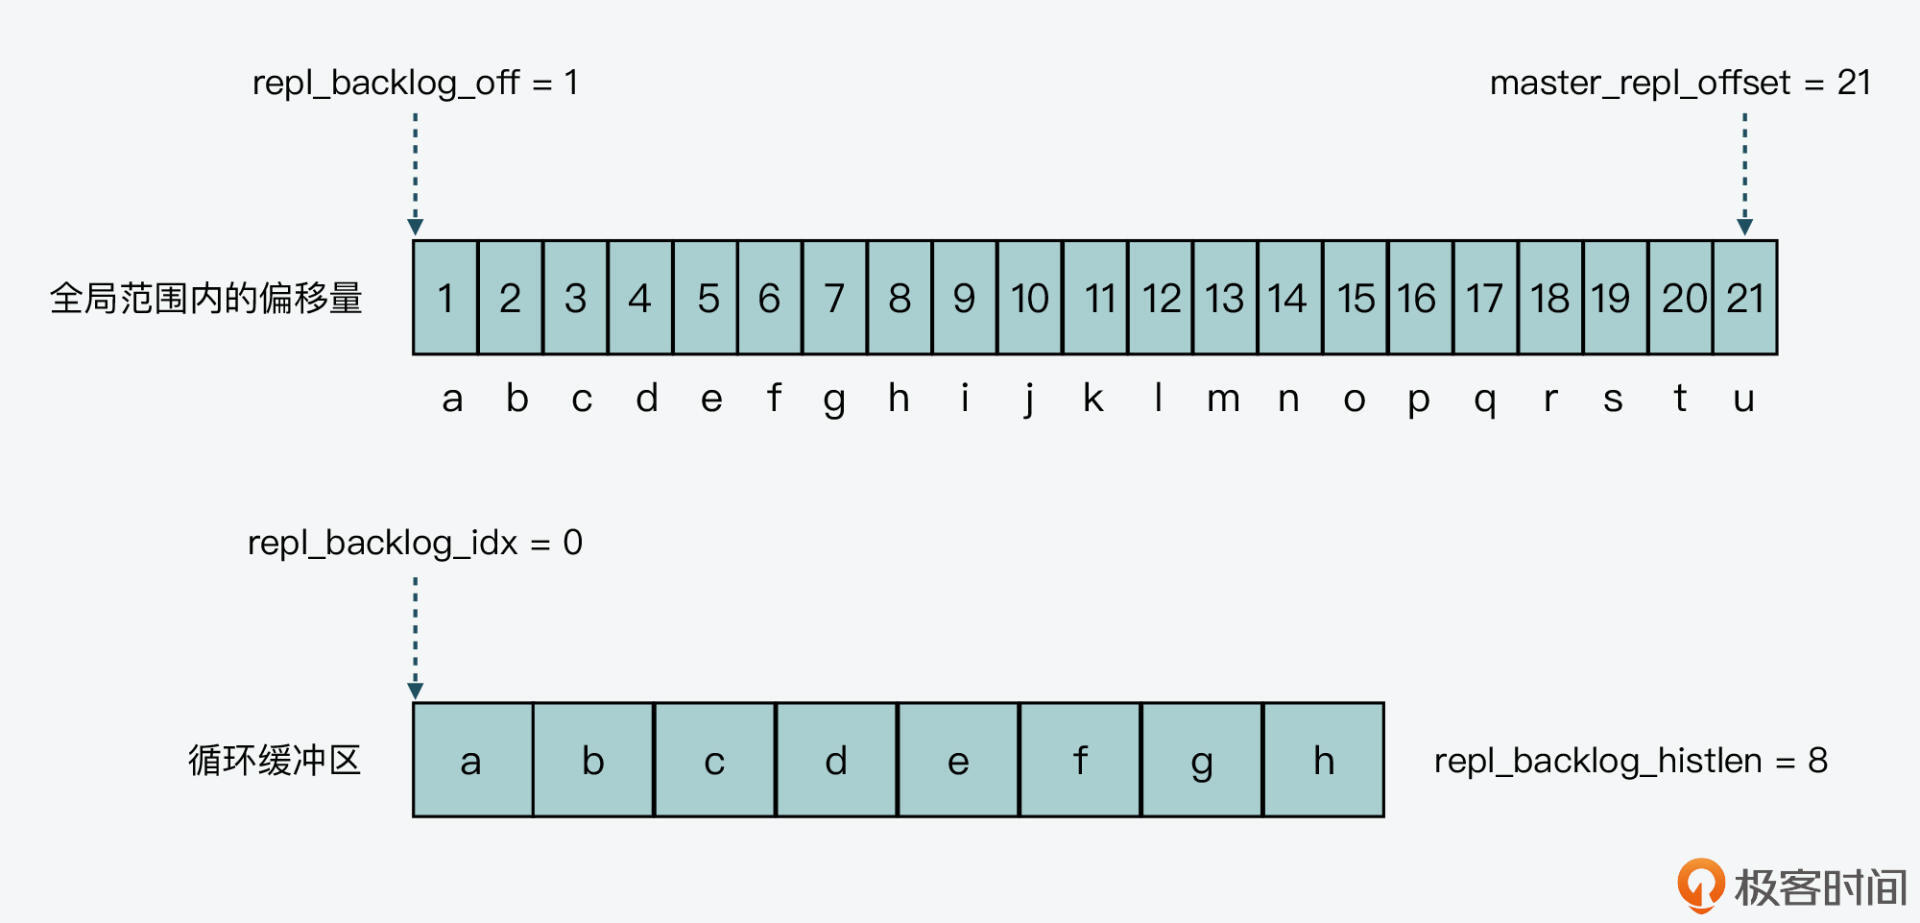 repl_backlog_off = 1
master_repl_offset = 21
全局范围内的偏移量 1 2 3 4 5 6 7 8 9 10 11 12 13 14 15 16 17 18 19 20 21
a b c d e f g h i j k l m n o p q r s t u
repl_backlog_idx = 0
循环缓冲区 a b c d e f g h repl_backlog_histlen = 8
极客时间